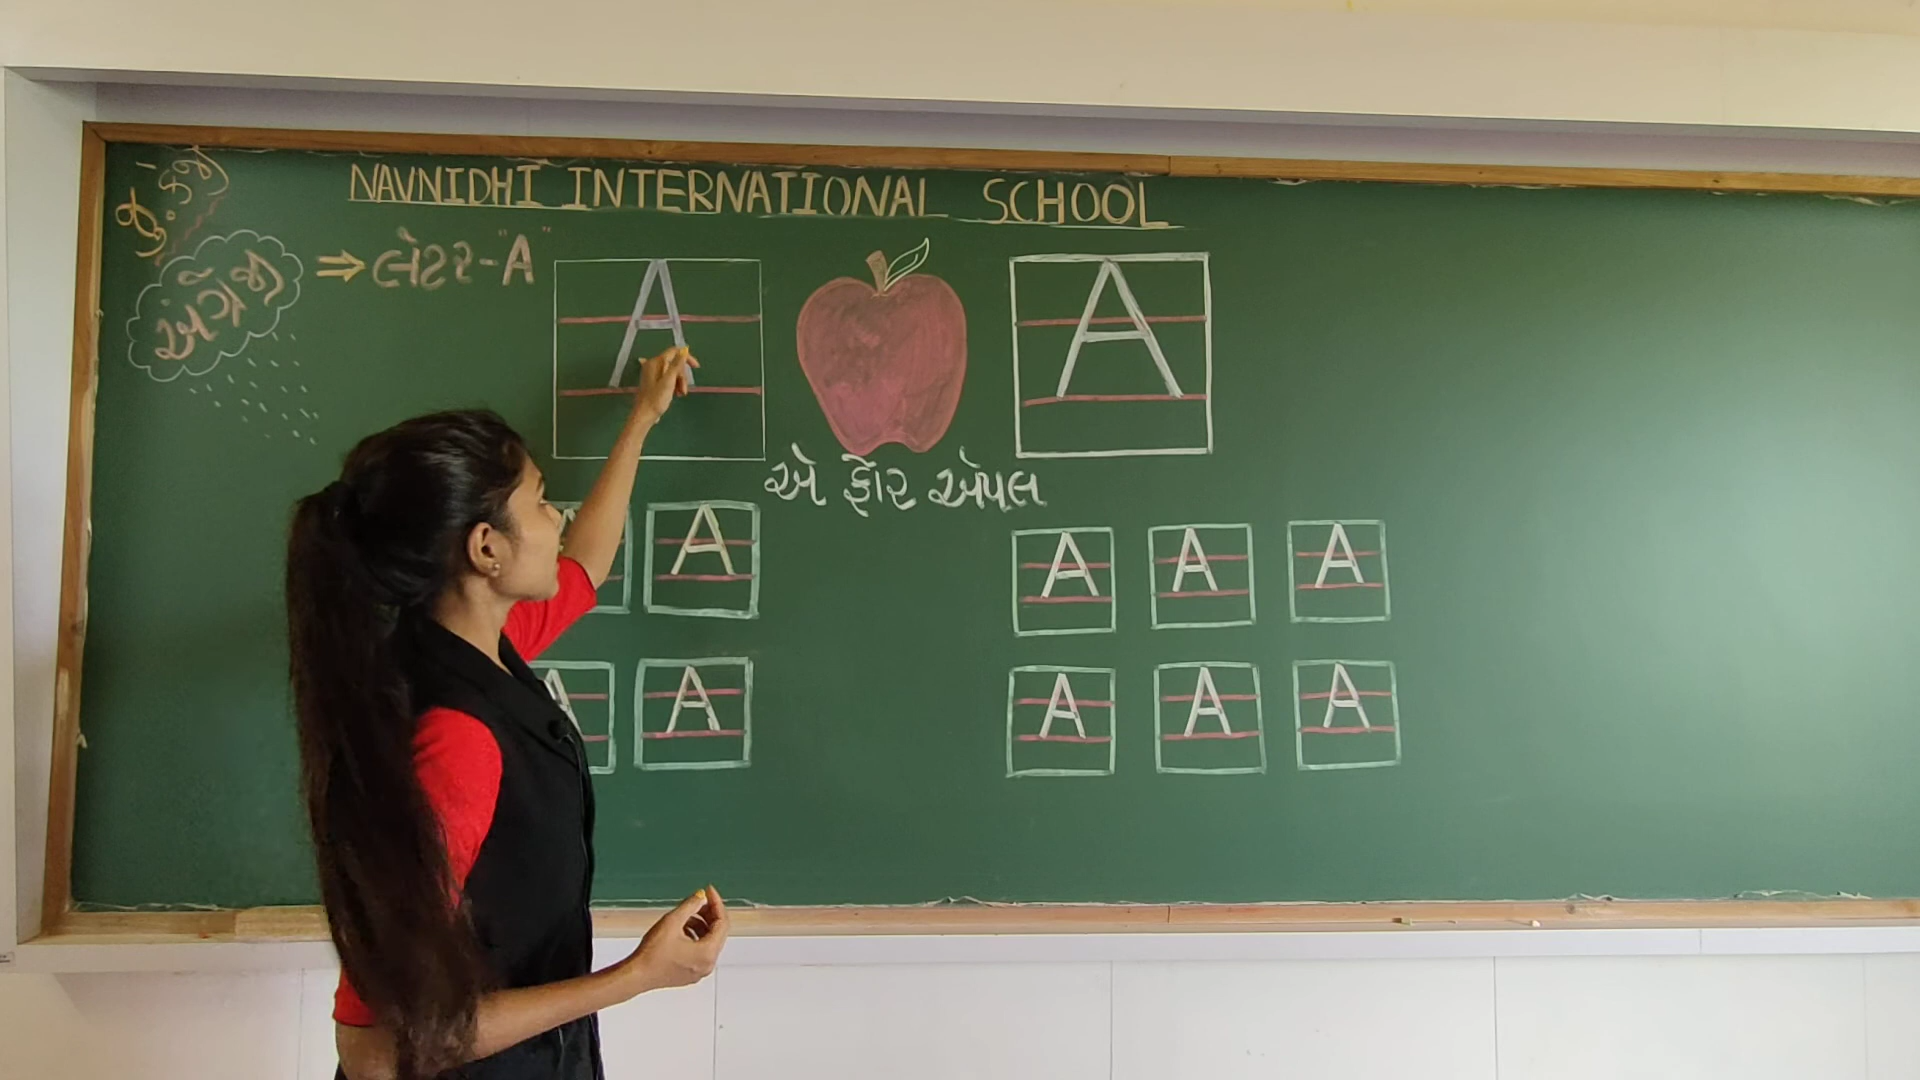 NAVNIDHI INTERNATIONAL SCHOOL
જુ. કેજી
અંગ્રેજી ⇒ લેટર - "A"
A A
એ ફોર એપલ
A A A A A
A A A A A